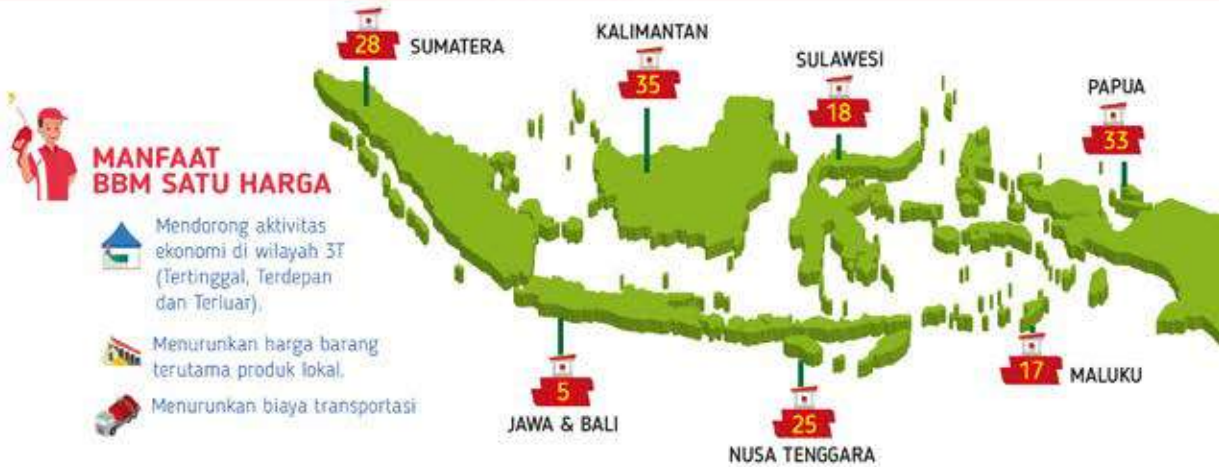 28 SUMATERA
KALIMANTAN
35
SULAWESI
18
PAPUA
33
MANFAAT
BBM SATU HARGA
Mendorong aktivitas
ekonomi di wilayah 3T
(Tertinggal, Terdepan
dan Terluar).
Menurunkan harga barang
terutama produk lokal.
Menurunkan biaya transportasi
5
JAWA & BALI
25
NUSA TENGGARA
17 MALUKU